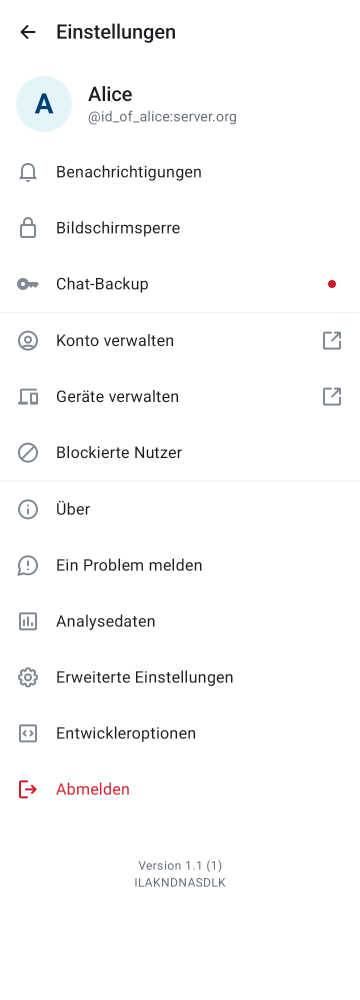 Einstellungen
A
Alice
@id_of_alice:server.org
Benachrichtigungen
Bildschirmsperre
Chat-Backup
Konto verwalten
Geräte verwalten
Blockierte Nutzer
Über
Ein Problem melden
Analysedaten
Erweiterte Einstellungen
Entwickleroptionen
Abmelden
Version 1.1 (1)
ILAKNDNASDLK